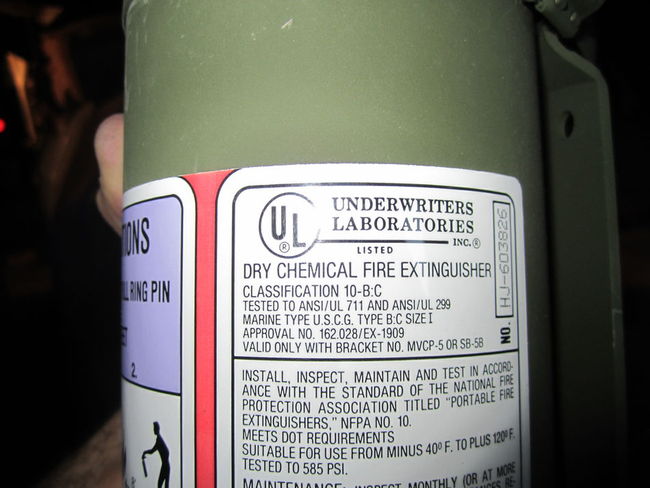 UL ®
UNDERWRITERS
LABORATORIES
INC.®
LISTED
DRY CHEMICAL FIRE EXTINGUISHER
CLASSIFICATION 10-B:C
TESTED TO ANSI/UL 711 AND ANSI/UL 299
MARINE TYPE U.S.C.G. TYPE B:C SIZE I
APPROVAL NO. 162.028/EX-1909
VALID ONLY WITH BRACKET NO. MVCP-5 OR SB-5B
NO. HJ-603826
INSTALL, INSPECT, MAINTAIN AND TEST IN ACCORD-
ANCE WITH THE STANDARD OF THE NATIONAL FIRE
PROTECTION ASSOCIATION TITLED "PORTABLE FIRE
EXTINGUISHERS," NFPA NO. 10.
MEETS DOT REQUIREMENTS
SUITABLE FOR USE FROM MINUS 40º F. TO PLUS 120º F.
TESTED TO 585 PSI.
MAINTENANCE: INSPECT MONTHLY (OR AT MORE
RING PIN
2.